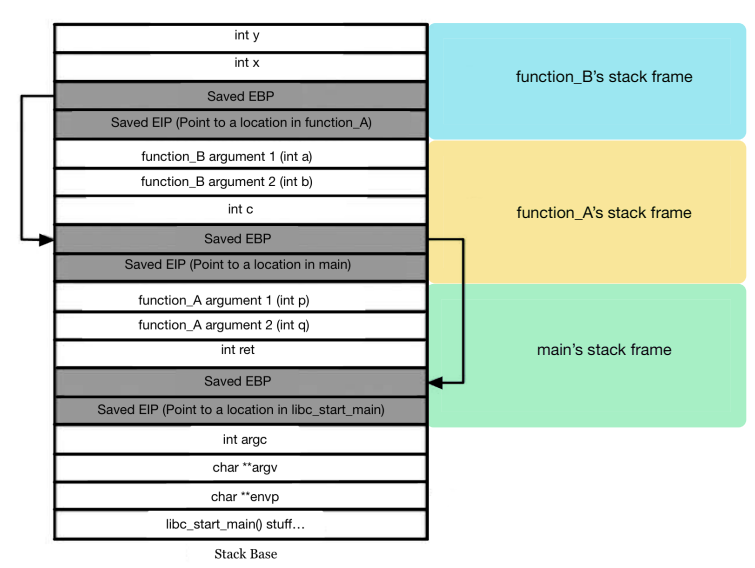 int y
int x
Saved EBP
Saved EIP (Point to a location in function_A)
function_B's stack frame
function_B argument 1 (int a)
function_B argument 2 (int b)
int c
Saved EBP
Saved EIP (Point to a location in main)
function_A's stack frame
function_A argument 1 (int p)
function_A argument 2 (int q)
int ret
Saved EBP
Saved EIP (Point to a location in libc_start_main)
main's stack frame
int argc
char **argv
char **envp
libc_start_main() stuff…
Stack Base